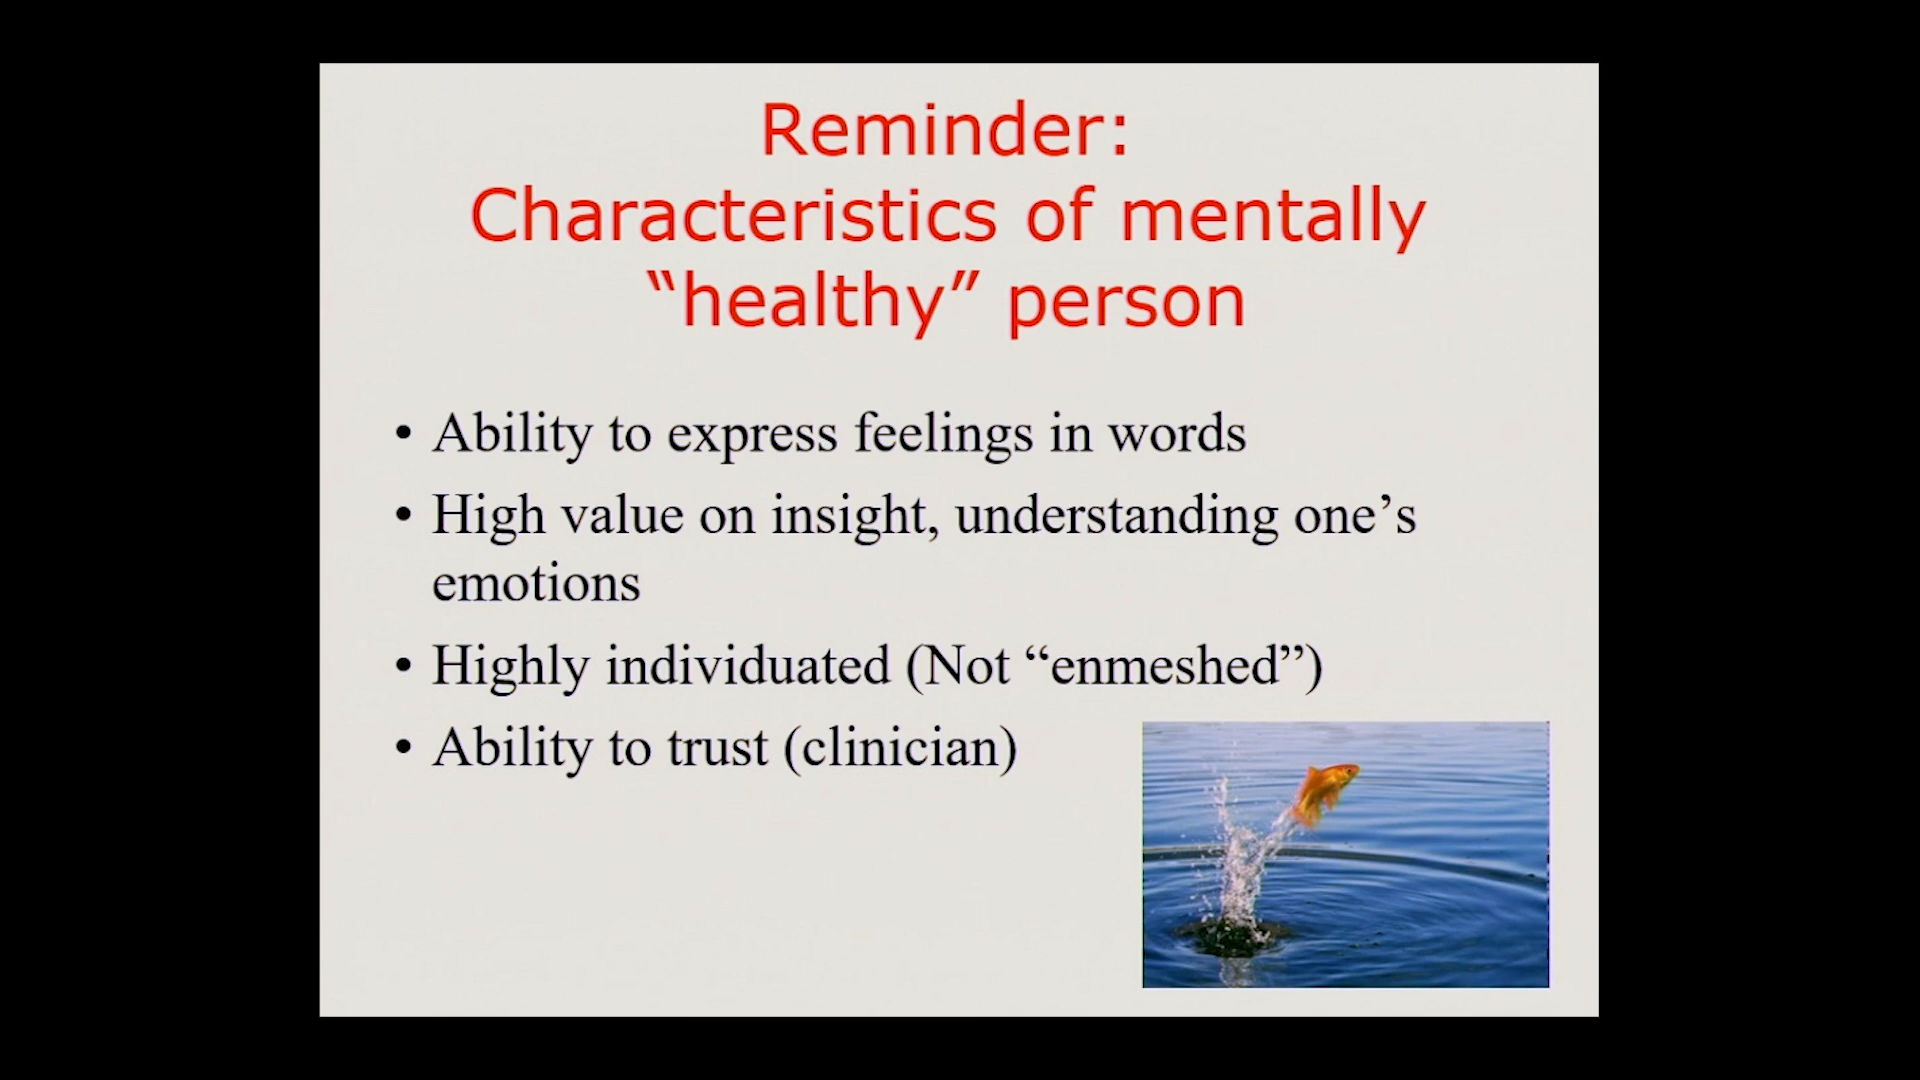 Reminder:
Characteristics of mentally
“healthy” person
• Ability to express feelings in words
• High value on insight, understanding one’s
emotions
• Highly individuated (Not “enmeshed”)
• Ability to trust (clinician)